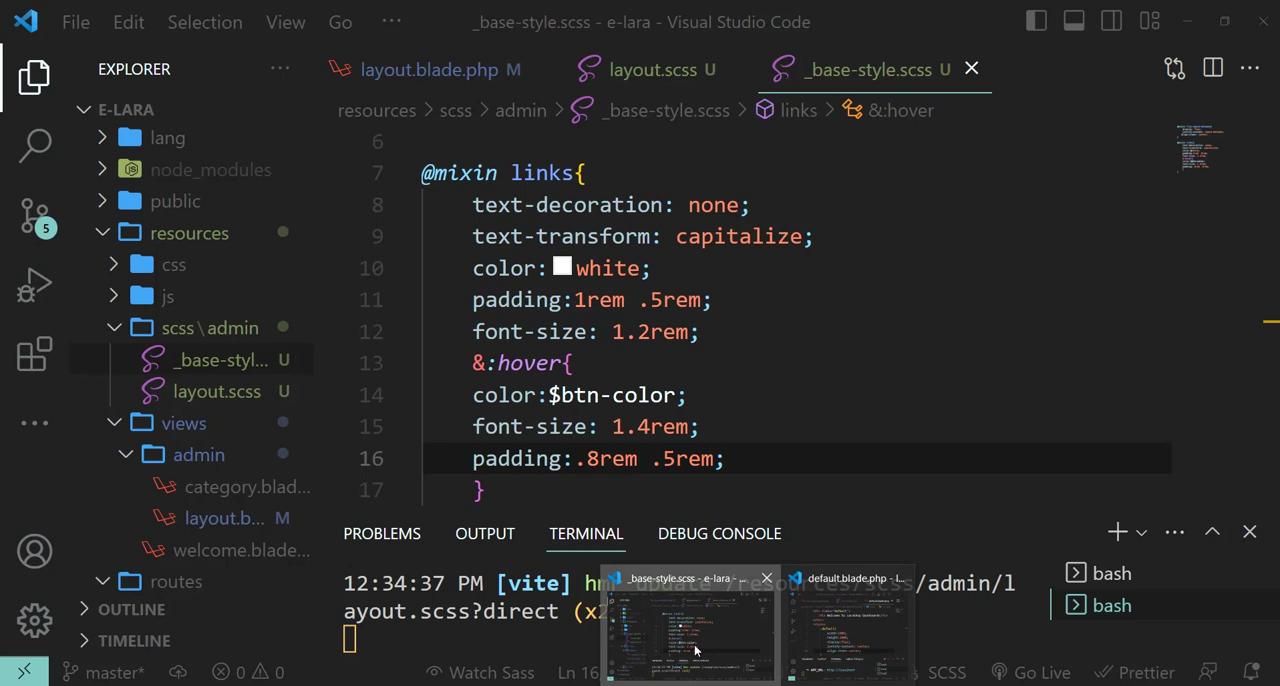 File Edit Selection View Go ··· _base-style.scss - e-lara - Visual Studio Code
EXPLORER ···
layout.blade.php M layout.scss U _base-style.scss U
E-LARA
resources > scss > admin > _base-style.scss > links > &:hover
lang
node_modules
public
resources
css
js
scss\admin
_base-styl... U
layout.scss U
views
admin
category.blad...
layout.b... M
welcome.blade...
routes
OUTLINE
TIMELINE
5
6
7 @mixin links{
8 text-decoration: none;
9 text-transform: capitalize;
10 color: white;
11 padding:1rem .5rem;
12 font-size: 1.2rem;
13 &:hover{
14 color:$btn-color;
15 font-size: 1.4rem;
16 padding:.8rem .5rem;
17 }
PROBLEMS OUTPUT TERMINAL DEBUG CONSOLE
12:34:37 PM [vite] hm
/scss/admin/l
ayout.scss?direct (x2
bash
bash
_base-style.scss - e-lara - ...
default.blade.php - l...
master* 0 0 Watch Sass Ln 16 SCSS Go Live Prettier